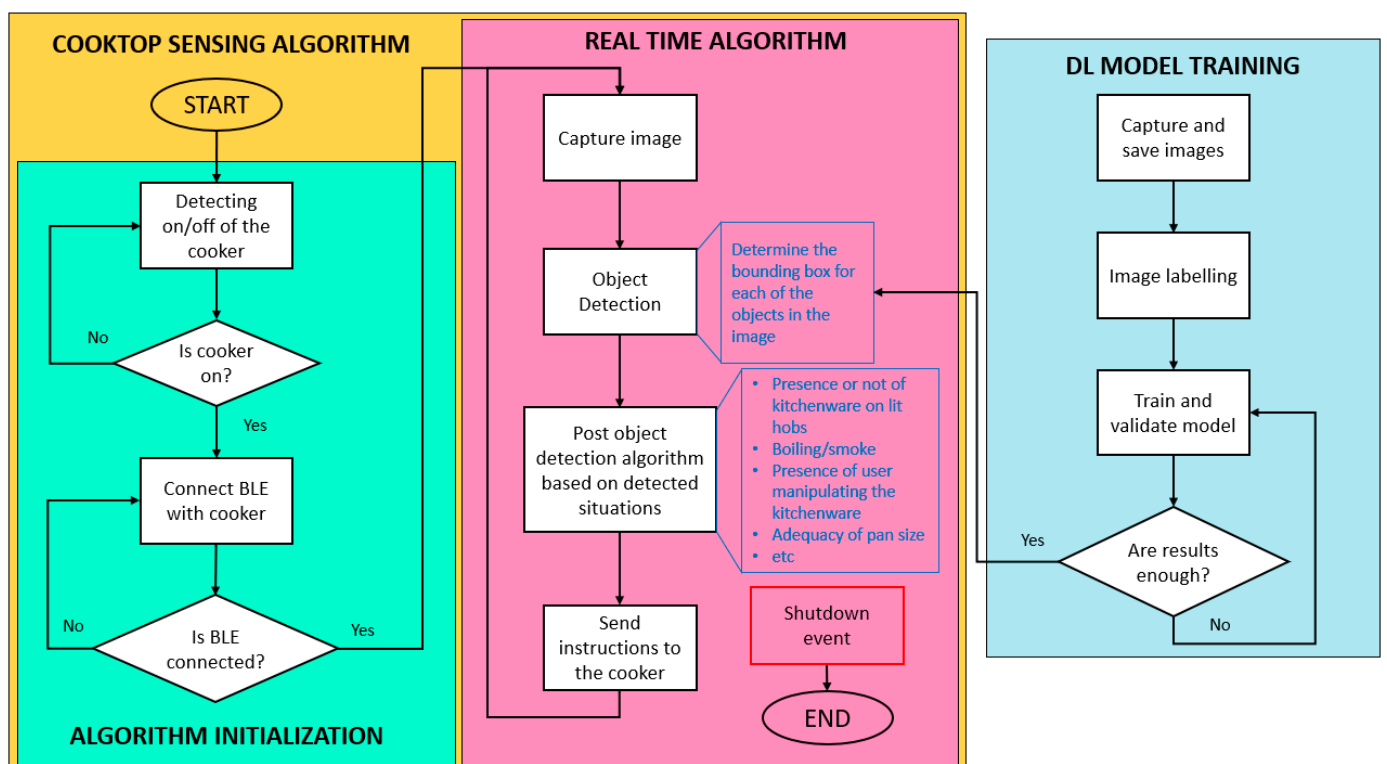 COOKTOP SENSING ALGORITHM
START
Detecting
on/off of the
cooker
No
Is cooker
on?
Yes
Connect BLE
with cooker
No
Is BLE
connected?
Yes
ALGORITHM INITIALIZATION
REAL TIME ALGORITHM
Capture image
Object
Detection
Determine the
bounding box for
each of the
objects in the
image
Post object
detection algorithm
based on detected
situations
• Presence or not of
kitchenware on lit
hobs
• Boiling/smoke
• Presence of user
manipulating the
kitchenware
• Adequacy of pan size
• etc
Send
instructions to
the cooker
Shutdown
event
END
DL MODEL TRAINING
Capture and
save images
Image labelling
Train and
validate model
Yes
Are results
enough?
No